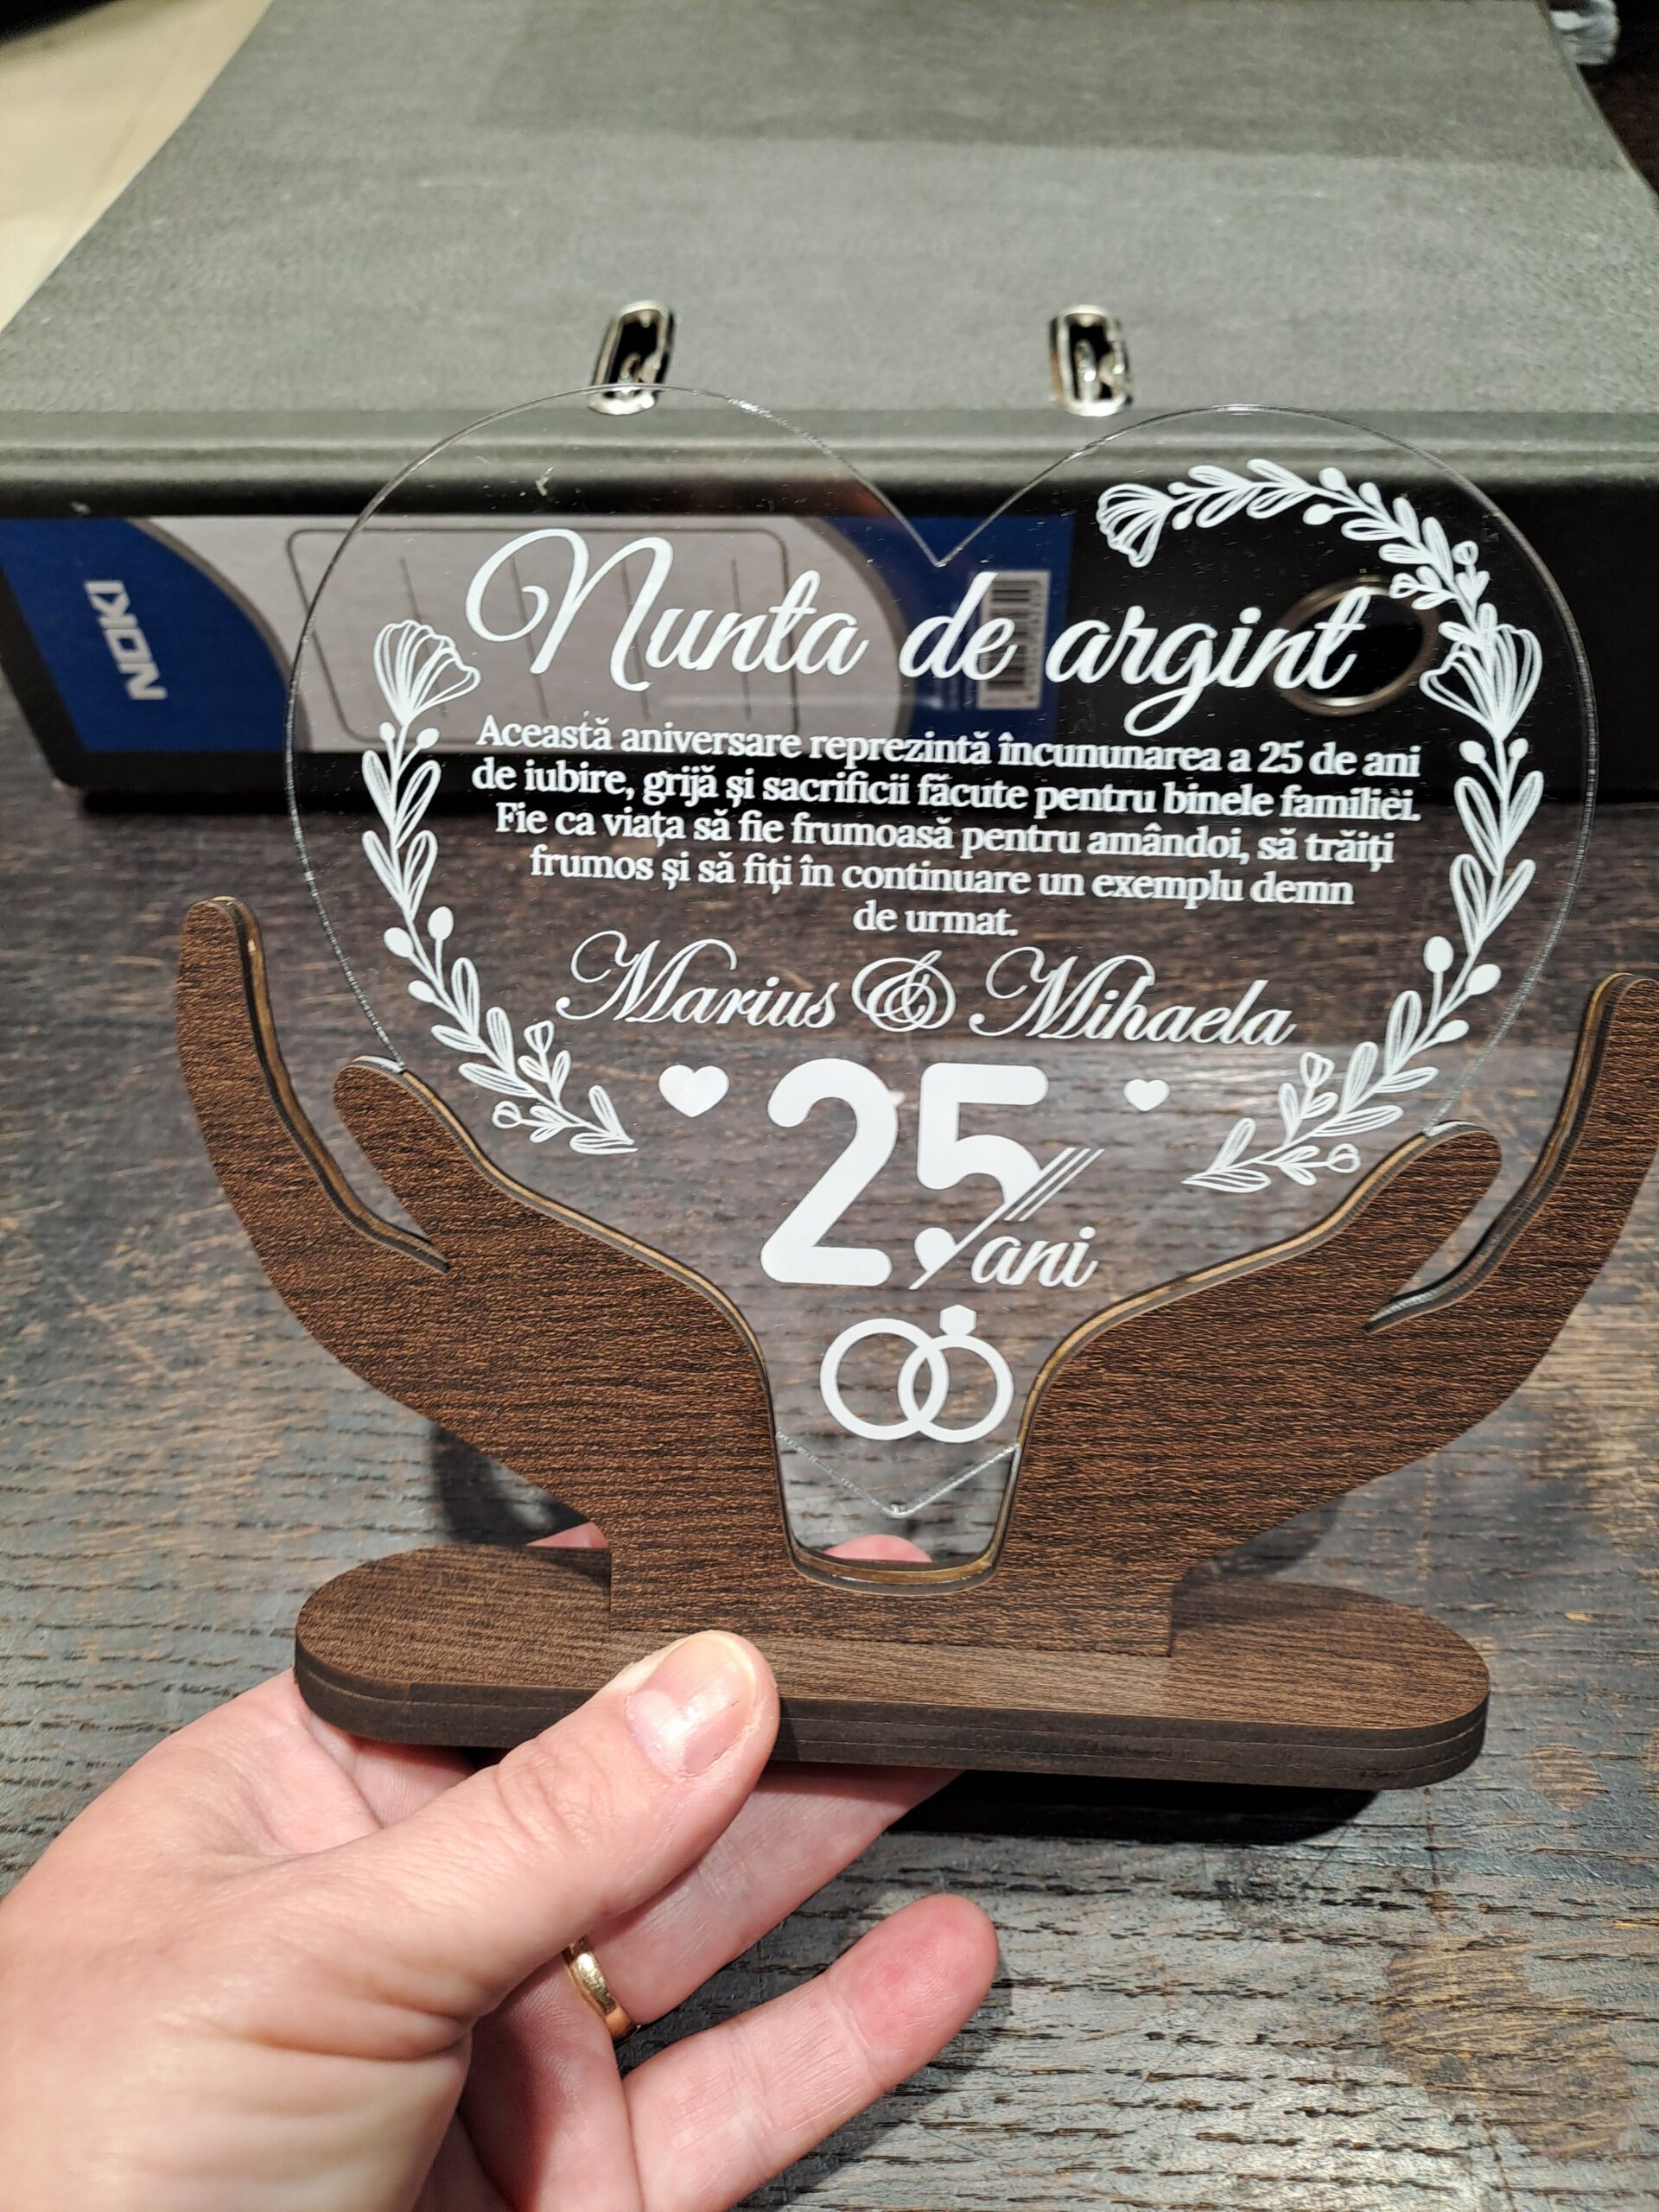 NOKI
Nunta de argint
Această aniversare reprezintă încununarea a 25 de ani
de iubire, grijă și sacrificii făcute pentru binele familiei.
Fie ca viața să fie frumoasă pentru amândoi, să trăiți
frumos și să fiți în continuare un exemplu demn
de urmat.
Marius & Mihaela
25
ani